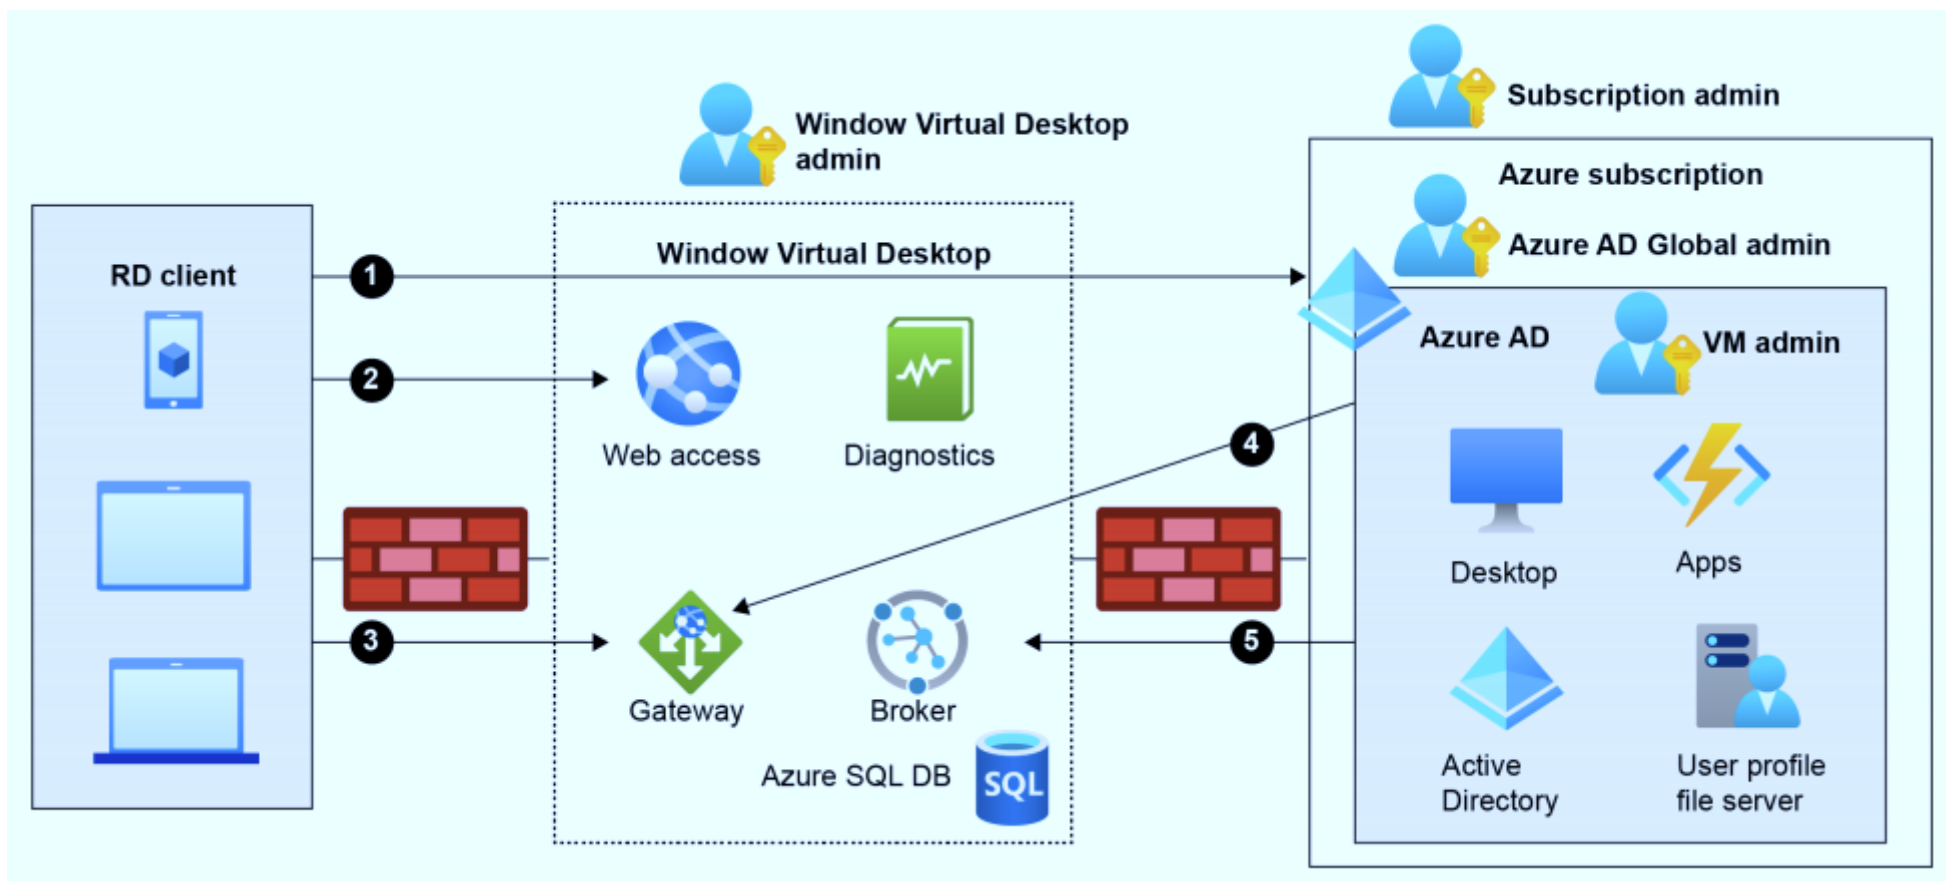 Subscription admin
Window Virtual Desktop
admin
Azure subscription
Azure AD Global admin
RD client
1
2
3
Window Virtual Desktop
Web access
Diagnostics
Gateway
Broker
Azure SQL DB
SQL
4
5
Azure AD
VM admin
Desktop
Apps
Active
Directory
User profile
file server